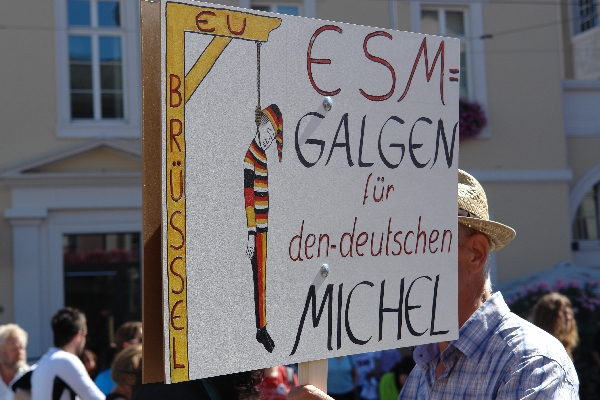 EU
BRÜSSEL
ESM=
GALGEN
für
den-deutschen
MICHEL